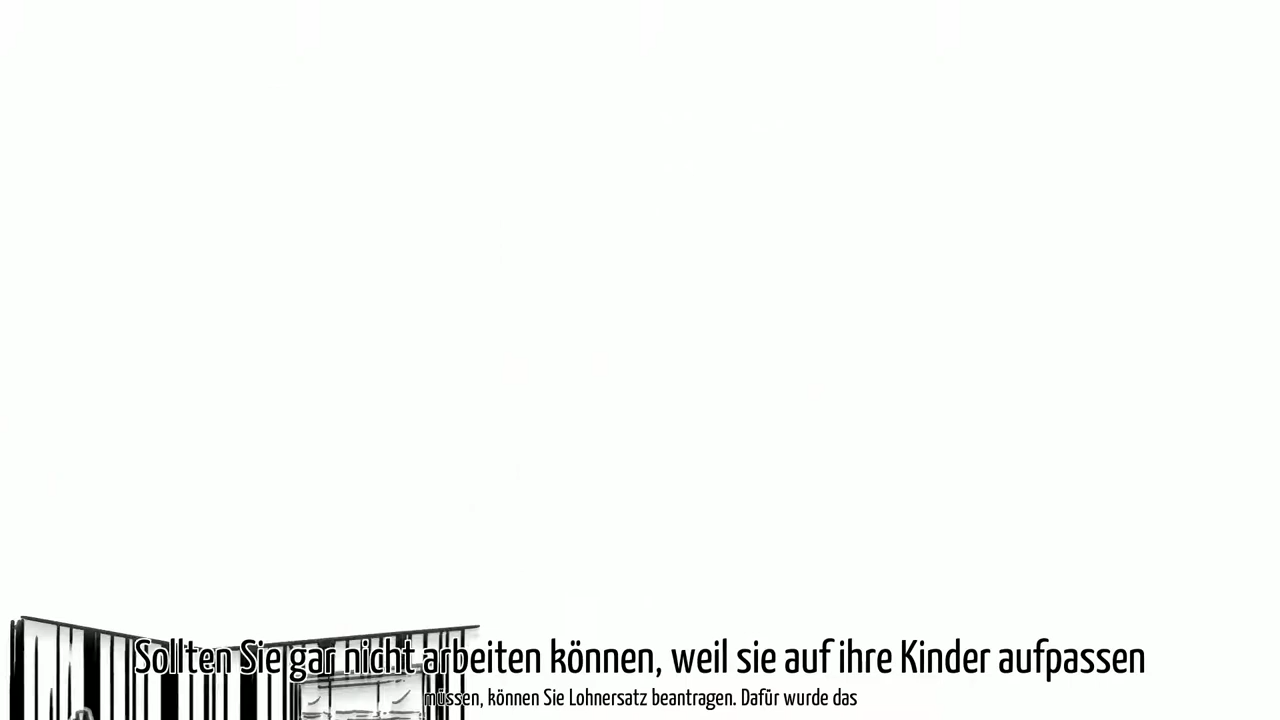 Sollten Sie gar nicht arbeiten können, weil sie auf ihre Kinder aufpassen
müssen, können Sie Lohnersatz beantragen. Dafür wurde das